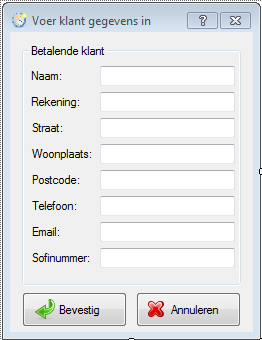 Voer klant gegevens in
Betalende klant
Naam:
Rekening:
Straat:
Woonplaats:
Postcode:
Telefoon:
Email:
Sofinummer:
Bevestig
Annuleren